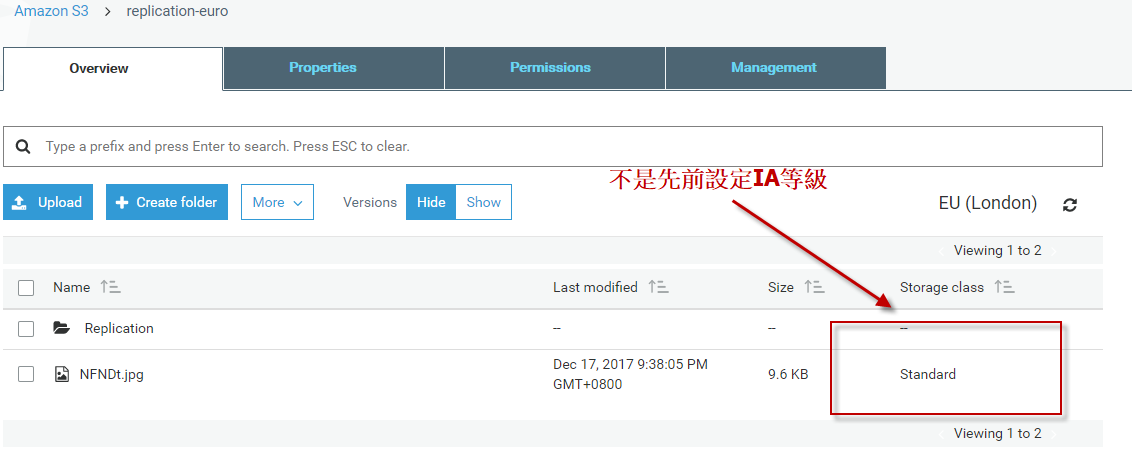 Amazon S3 > replication-euro
Overview Properties Permissions Management
Type a prefix and press Enter to search. Press ESC to clear.
不是先前設定IA等級
Upload + Create folder More Versions Hide Show EU (London)
Viewing 1 to 2
Name Last modified Size Storage class
Replication -- -- --
NFNDt.jpg Dec 17, 2017 9:38:05 PM 9.6 KB Standard
GMT+0800
Viewing 1 to 2